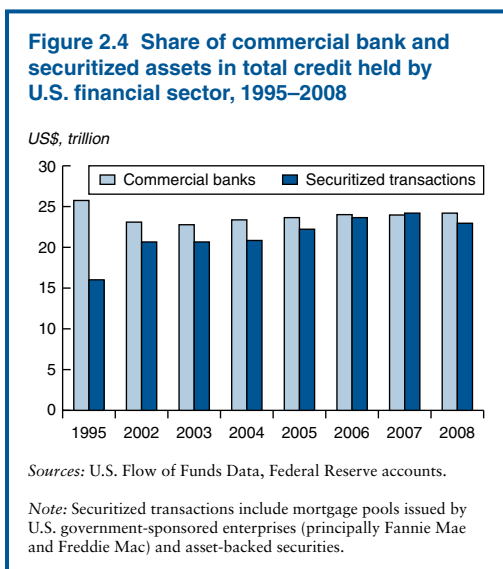 Figure 2.4 Share of commercial bank and
securitized assets in total credit held by
U.S. financial sector, 1995–2008
US$, trillion
30
Commercial banks
Securitized transactions
25
20
15
10
5
0
1995 2002 2003 2004 2005 2006 2007 2008
Sources: U.S. Flow of Funds Data, Federal Reserve accounts.
Note: Securitized transactions include mortgage pools issued by
U.S. government-sponsored enterprises (principally Fannie Mae
and Freddie Mac) and asset-backed securities.